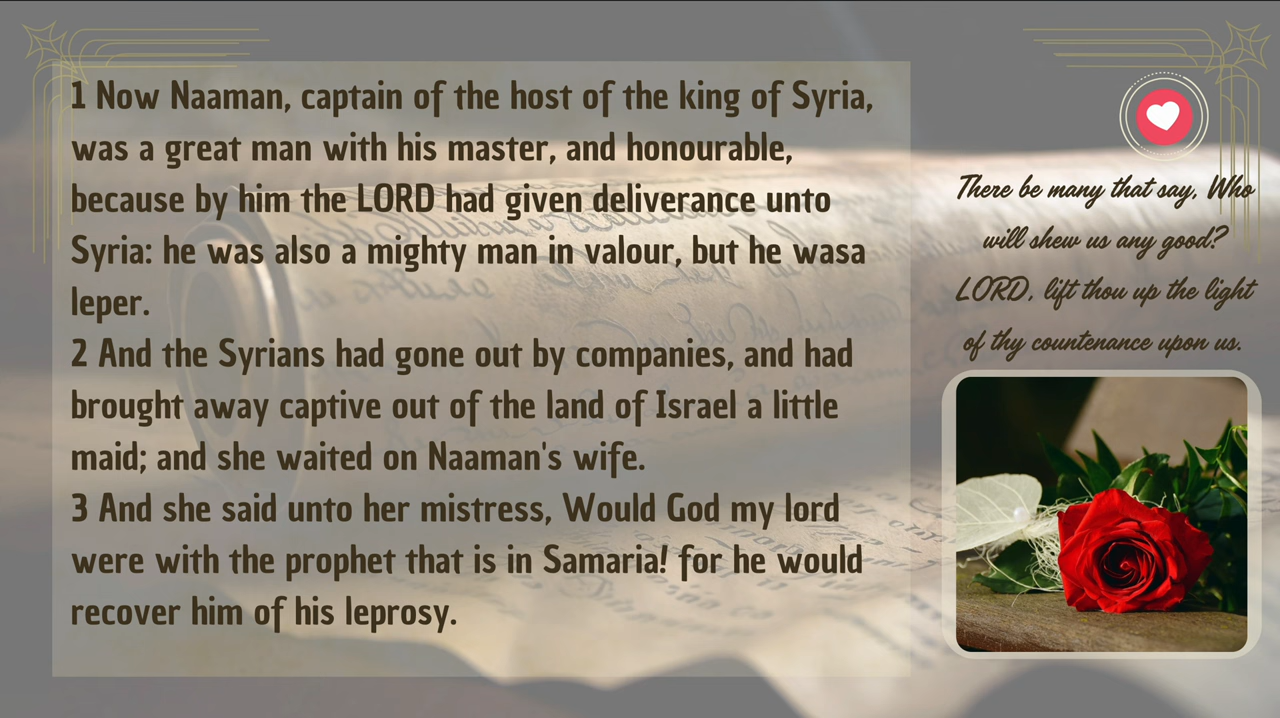 1 Now Naaman, captain of the host of the king of Syria,
was a great man with his master, and honourable,
because by him the LORD had given deliverance unto
Syria: he was also a mighty man in valour, but he wasa
leper.
2 And the Syrians had gone out by companies, and had
brought away captive out of the land of Israel a little
maid; and she waited on Naaman's wife.
3 And she said unto her mistress, Would God my lord
were with the prophet that is in Samaria! for he would
recover him of his leprosy.
There be many that say, Who
will shew us any good?
LORD, lift thou up the light
of thy countenance upon us.